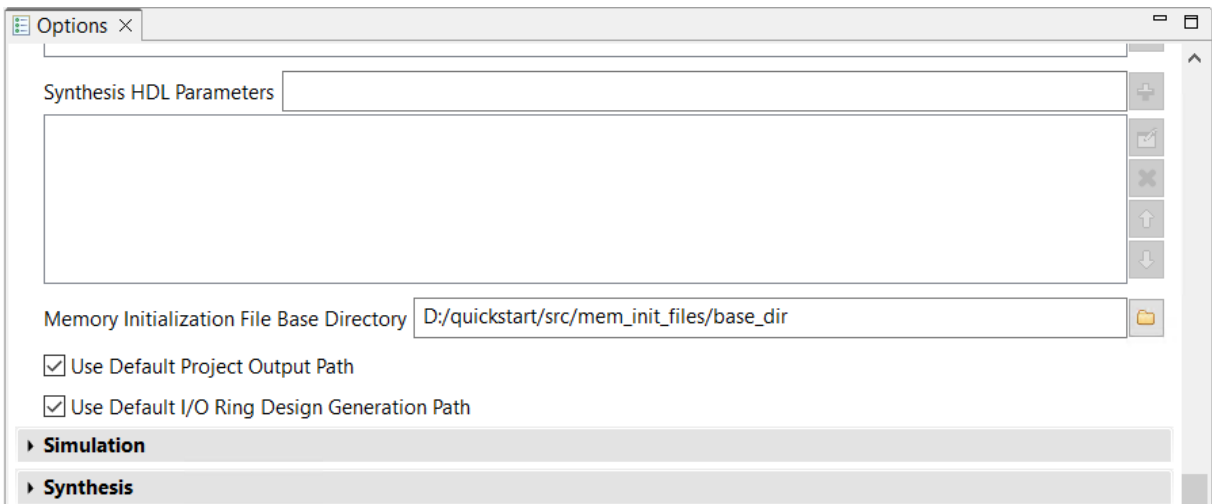 Options
Synthesis HDL Parameters
Memory Initialization File Base Directory D:/quickstart/src/mem_init_files/base_dir
Use Default Project Output Path
Use Default I/O Ring Design Generation Path
Simulation
Synthesis